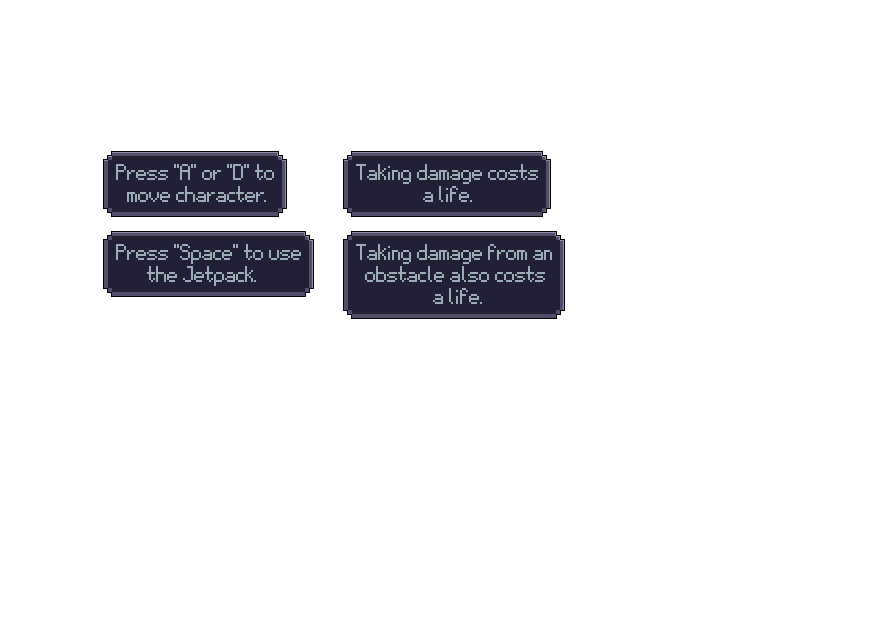 Press "A" or "D" to
move character.
Taking damage costs
a life.
Press "Space" to use
the Jetpack.
Taking damage from an
obstacle also costs
a life.